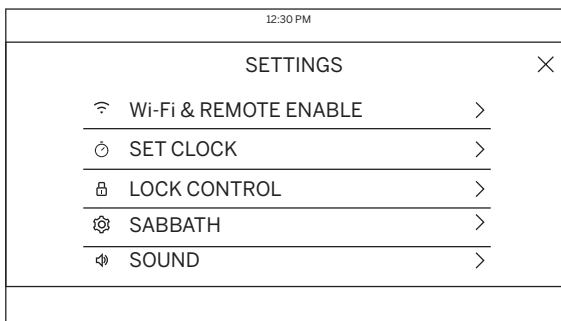 12:30 PM
SETTINGS
Wi-Fi & REMOTE ENABLE
SET CLOCK
LOCK CONTROL
SABBATH
SOUND